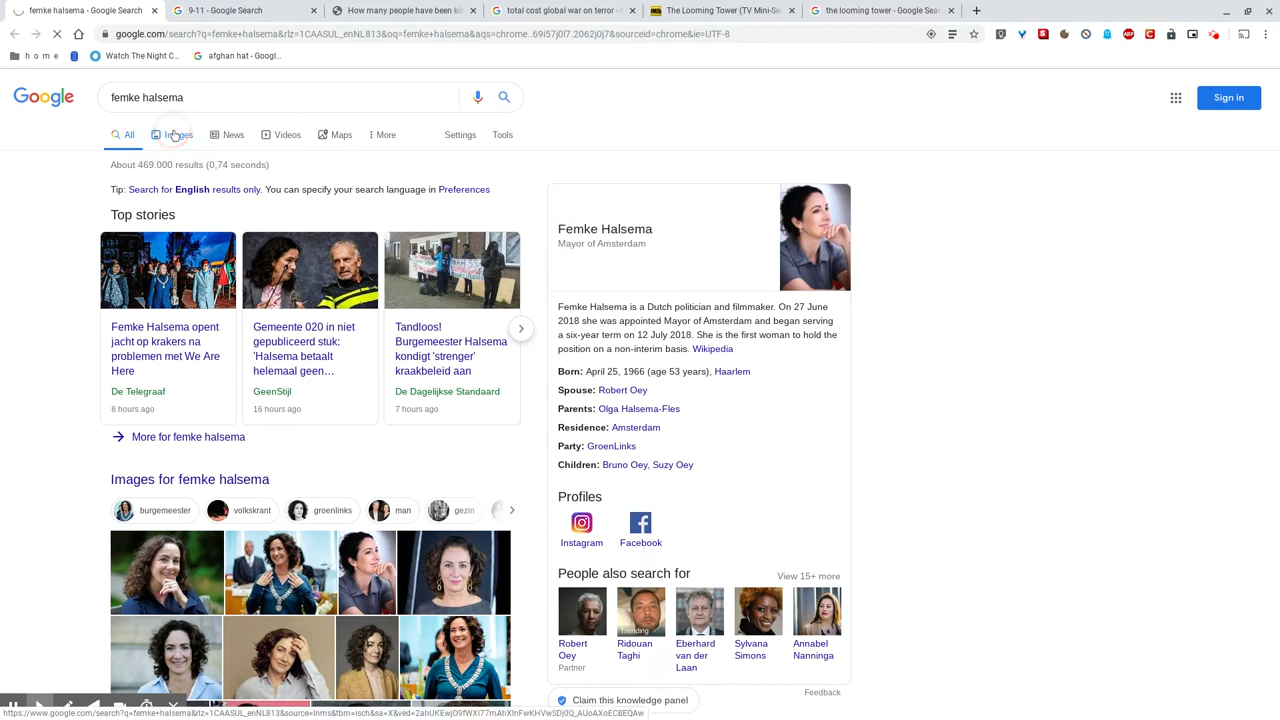 femke halsema - Google Search
9-11 - Google Search
How many people have been kil
total cost global war on terror - G
The Looming Tower (TV Mini-Se
the looming tower - Google Sear
google.com/search?q=femke+halsema&rlz=1CAASUL_enNL813&oq=femke+halsema&aqs=chrome..69i57j0l7.2062j0j7&sourceid=chrome&ie=UTF-8
h o m e
Watch The Night C...
afghan hat - Googl...
Google
femke halsema
Sign in
All
Images
News
Videos
Maps
More
Settings
Tools
About 469.000 results (0,74 seconds)
Tip: Search for English results only. You can specify your search language in Preferences
Top stories
Femke Halsema opent
jacht op krakers na
problemen met We Are
Here
De Telegraaf
8 hours ago
Gemeente 020 in niet
gepubliceerd stuk:
'Halsema betaalt
helemaal geen…
GeenStijl
16 hours ago
Tandloos!
Burgemeester Halsema
kondigt 'strenger'
kraakbeleid aan
De Dagelijkse Standaard
7 hours ago
More for femke halsema
Images for femke halsema
burgemeester
volkskrant
groenlinks
man
gezin
Femke Halsema
Mayor of Amsterdam
Femke Halsema is a Dutch politician and filmmaker. On 27 June
2018 she was appointed Mayor of Amsterdam and began serving
a six-year term on 12 July 2018. She is the first woman to hold the
position on a non-interim basis. Wikipedia
Born: April 25, 1966 (age 53 years), Haarlem
Spouse: Robert Oey
Parents: Olga Halsema-Fles
Residence: Amsterdam
Party: GroenLinks
Children: Bruno Oey, Suzy Oey
Profiles
Instagram
Facebook
People also search for
View 15+ more
Trending
Robert
Oey
Partner
Ridouan
Taghi
Eberhard
van der
Laan
Sylvana
Simons
Annabel
Nanninga
Feedback
Claim this knowledge panel